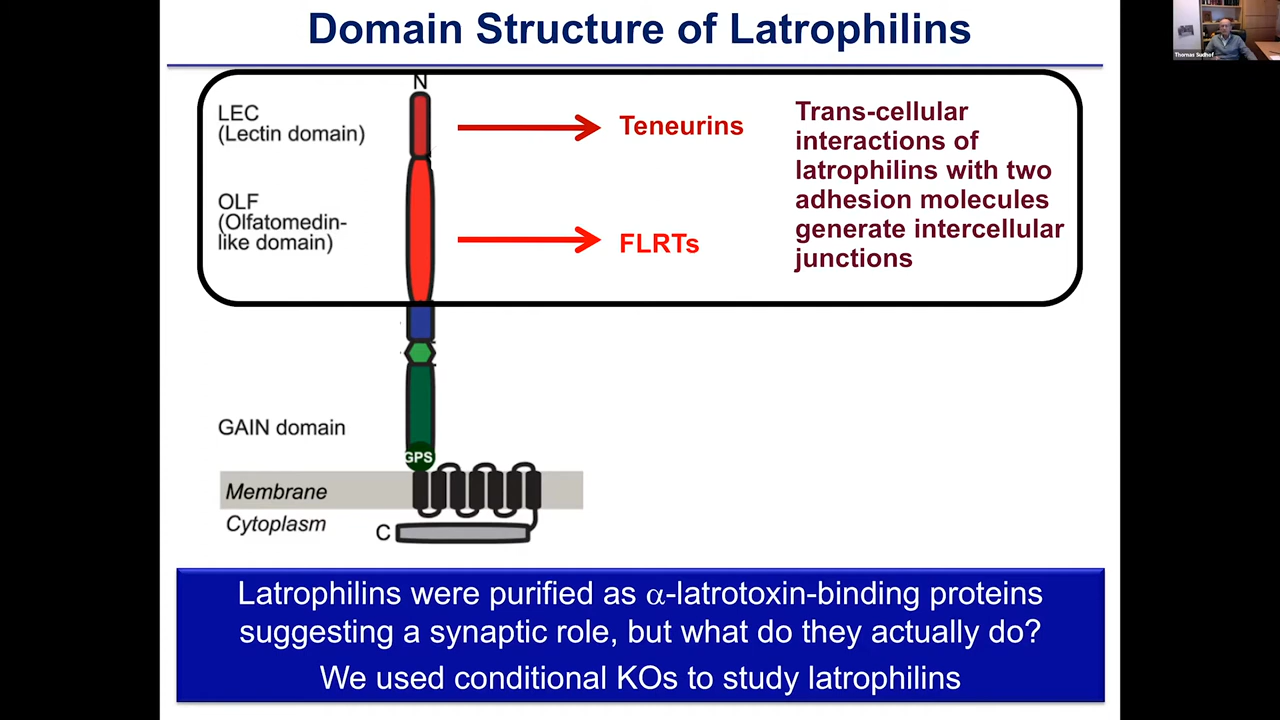 Domain Structure of Latrophilins
Thomas Sudhof
N
LEC
(Lectin domain)
Teneurins
OLF
(Olfatomedin-
like domain)
FLRTs
Trans-cellular
interactions of
latrophilins with two
adhesion molecules
generate intercellular
junctions
GAIN domain
GPS
Membrane
Cytoplasm
C
Latrophilins were purified as α-latrotoxin-binding proteins
suggesting a synaptic role, but what do they actually do?
We used conditional KOs to study latrophilins